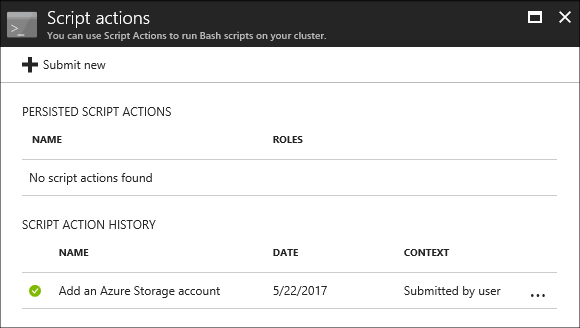 Script actions
You can use Script Actions to run Bash scripts on your cluster.
Submit new
PERSISTED SCRIPT ACTIONS
NAME ROLES
No script actions found
SCRIPT ACTION HISTORY
NAME DATE CONTEXT
Add an Azure Storage account 5/22/2017 Submitted by user ...